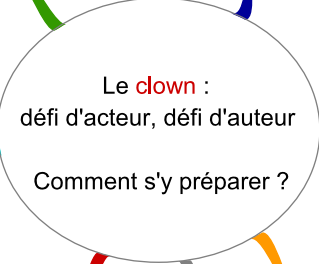 Le clown :
défi d'acteur, défi d'auteur
Comment s'y préparer ?